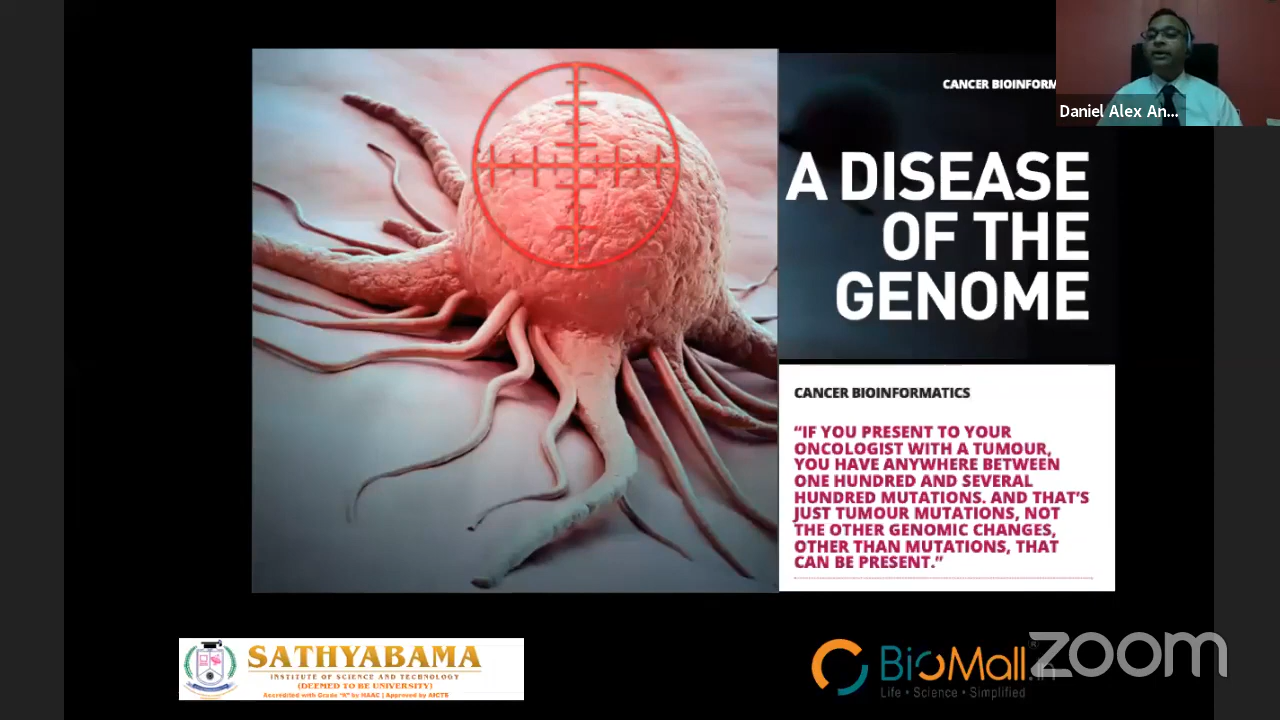 CANCER BIOINFORM
Daniel Alex An...
A DISEASE
OF THE
GENOME
CANCER BIOINFORMATICS
“IF YOU PRESENT TO YOUR
ONCOLOGIST WITH A TUMOUR,
YOU HAVE ANYWHERE BETWEEN
ONE HUNDRED AND SEVERAL
HUNDRED MUTATIONS. AND THAT’S
JUST TUMOUR MUTATIONS, NOT
THE OTHER GENOMIC CHANGES,
OTHER THAN MUTATIONS, THAT
CAN BE PRESENT.”
SATHYABAMA
INSTITUTE OF SCIENCE AND TECHNOLOGY
(DEEMED TO BE UNIVERSITY)
Accredited with Grade “A” by NAAC | Approved by AICTE
BioMall.in
Life • Science • Simplified
zoom